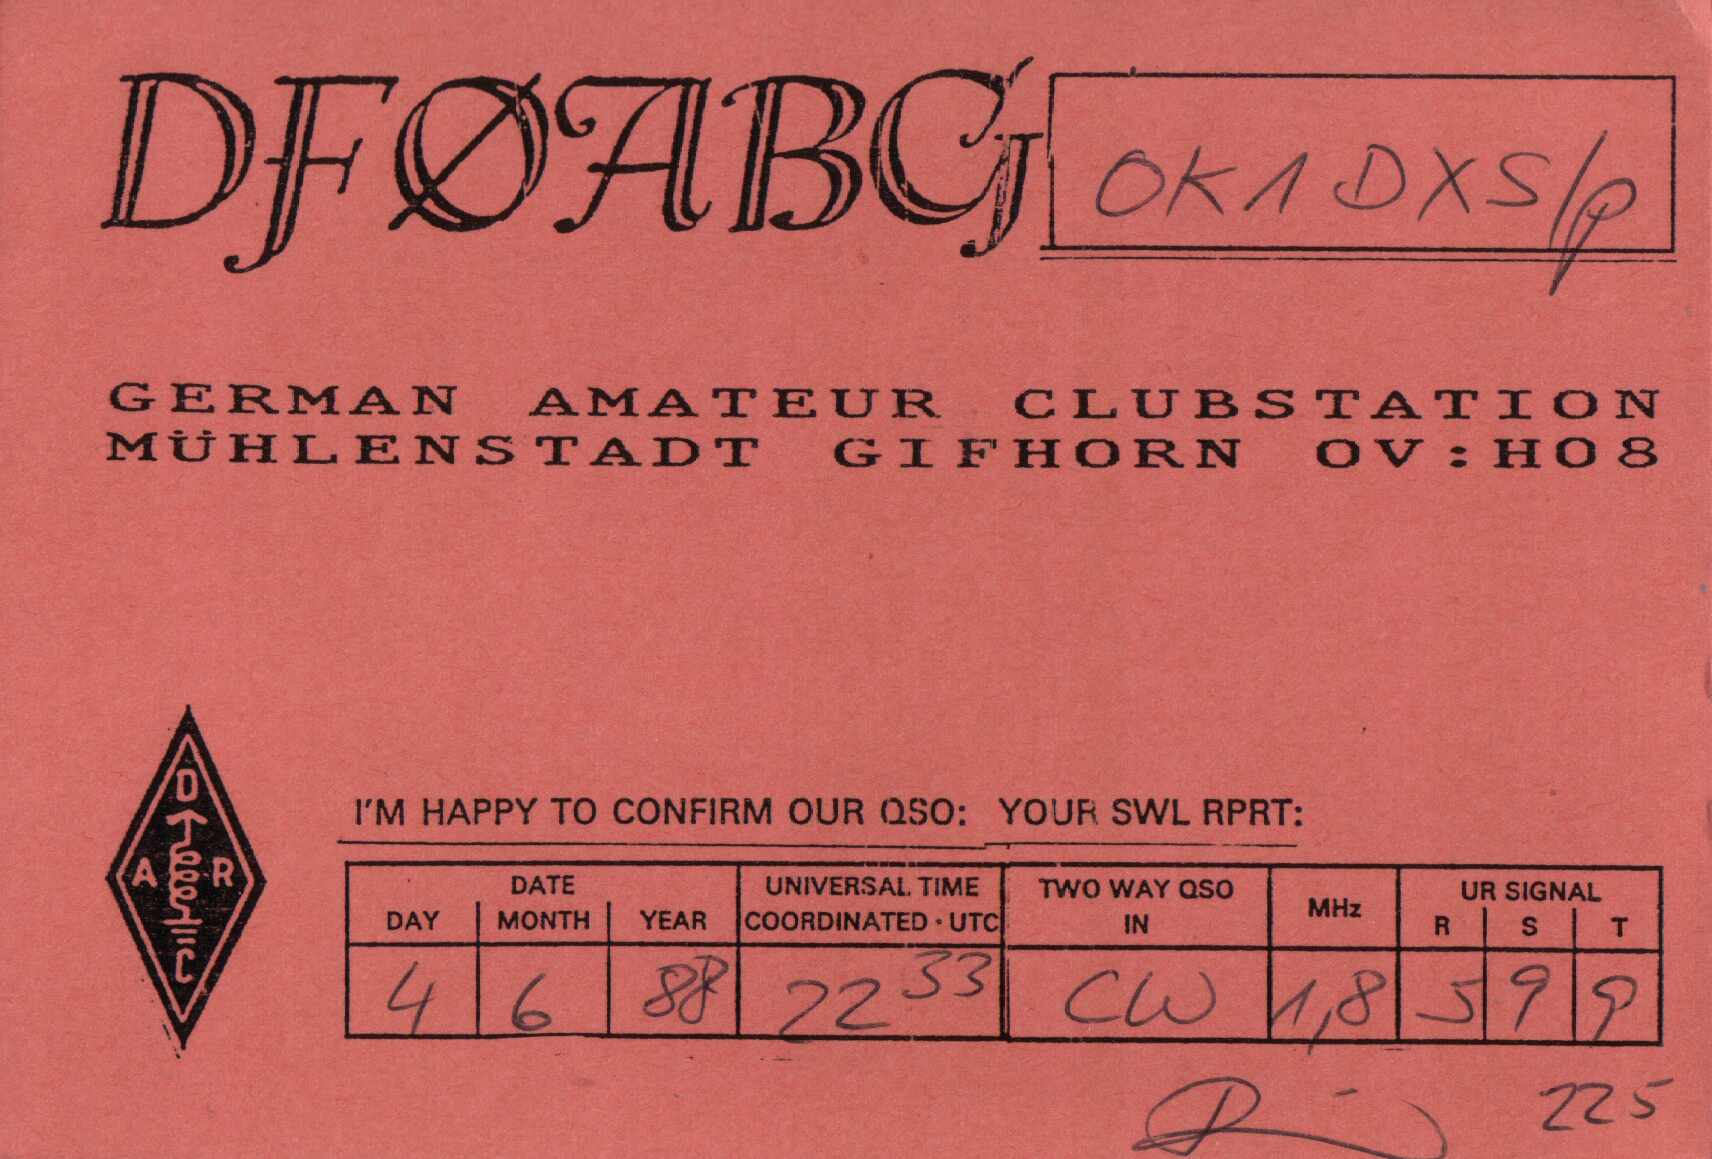 DFØABG
OK1DXS/p
GERMAN AMATEUR CLUBSTATION
MÜHLENSTADT GIFHORN OV:HO8
D
A R
C
I'M HAPPY TO CONFIRM OUR QSO: YOUR SWL RPRT:
DATE UNIVERSAL TIME TWO WAY QSO MHz UR SIGNAL
DAY MONTH YEAR COORDINATED · UTC IN R S T
4 6 88 22 33 CW 1,8 5 9 9
225